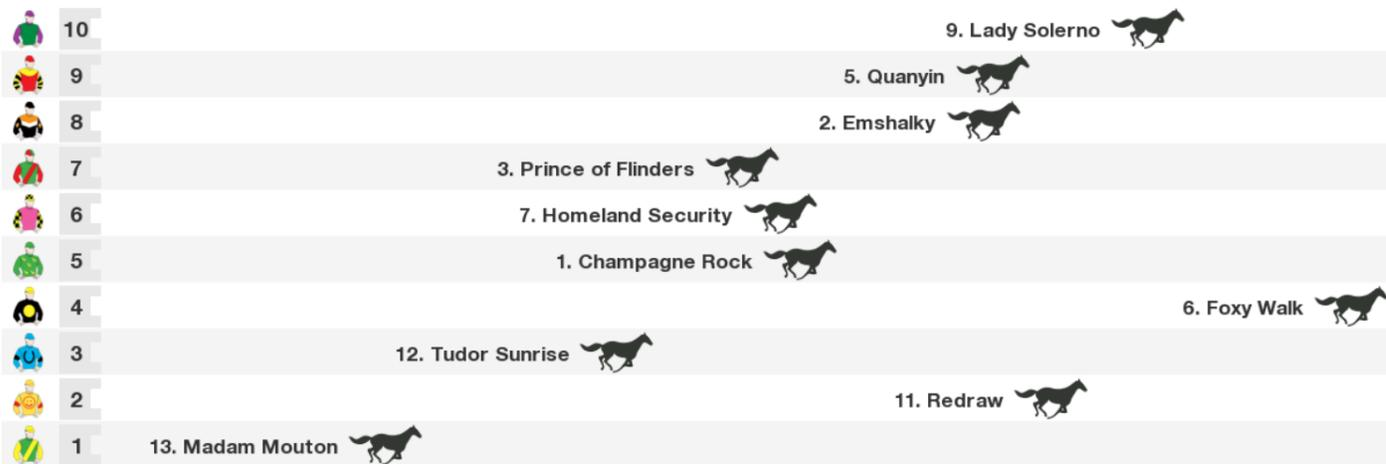 10 9. Lady Solerno
9 5. Quanyin
8 2. Emshalky
7 3. Prince of Flinders
6 7. Homeland Security
5 1. Champagne Rock
4 6. Foxy Walk
3 12. Tudor Sunrise
2 11. Redraw
1 13. Madam Mouton